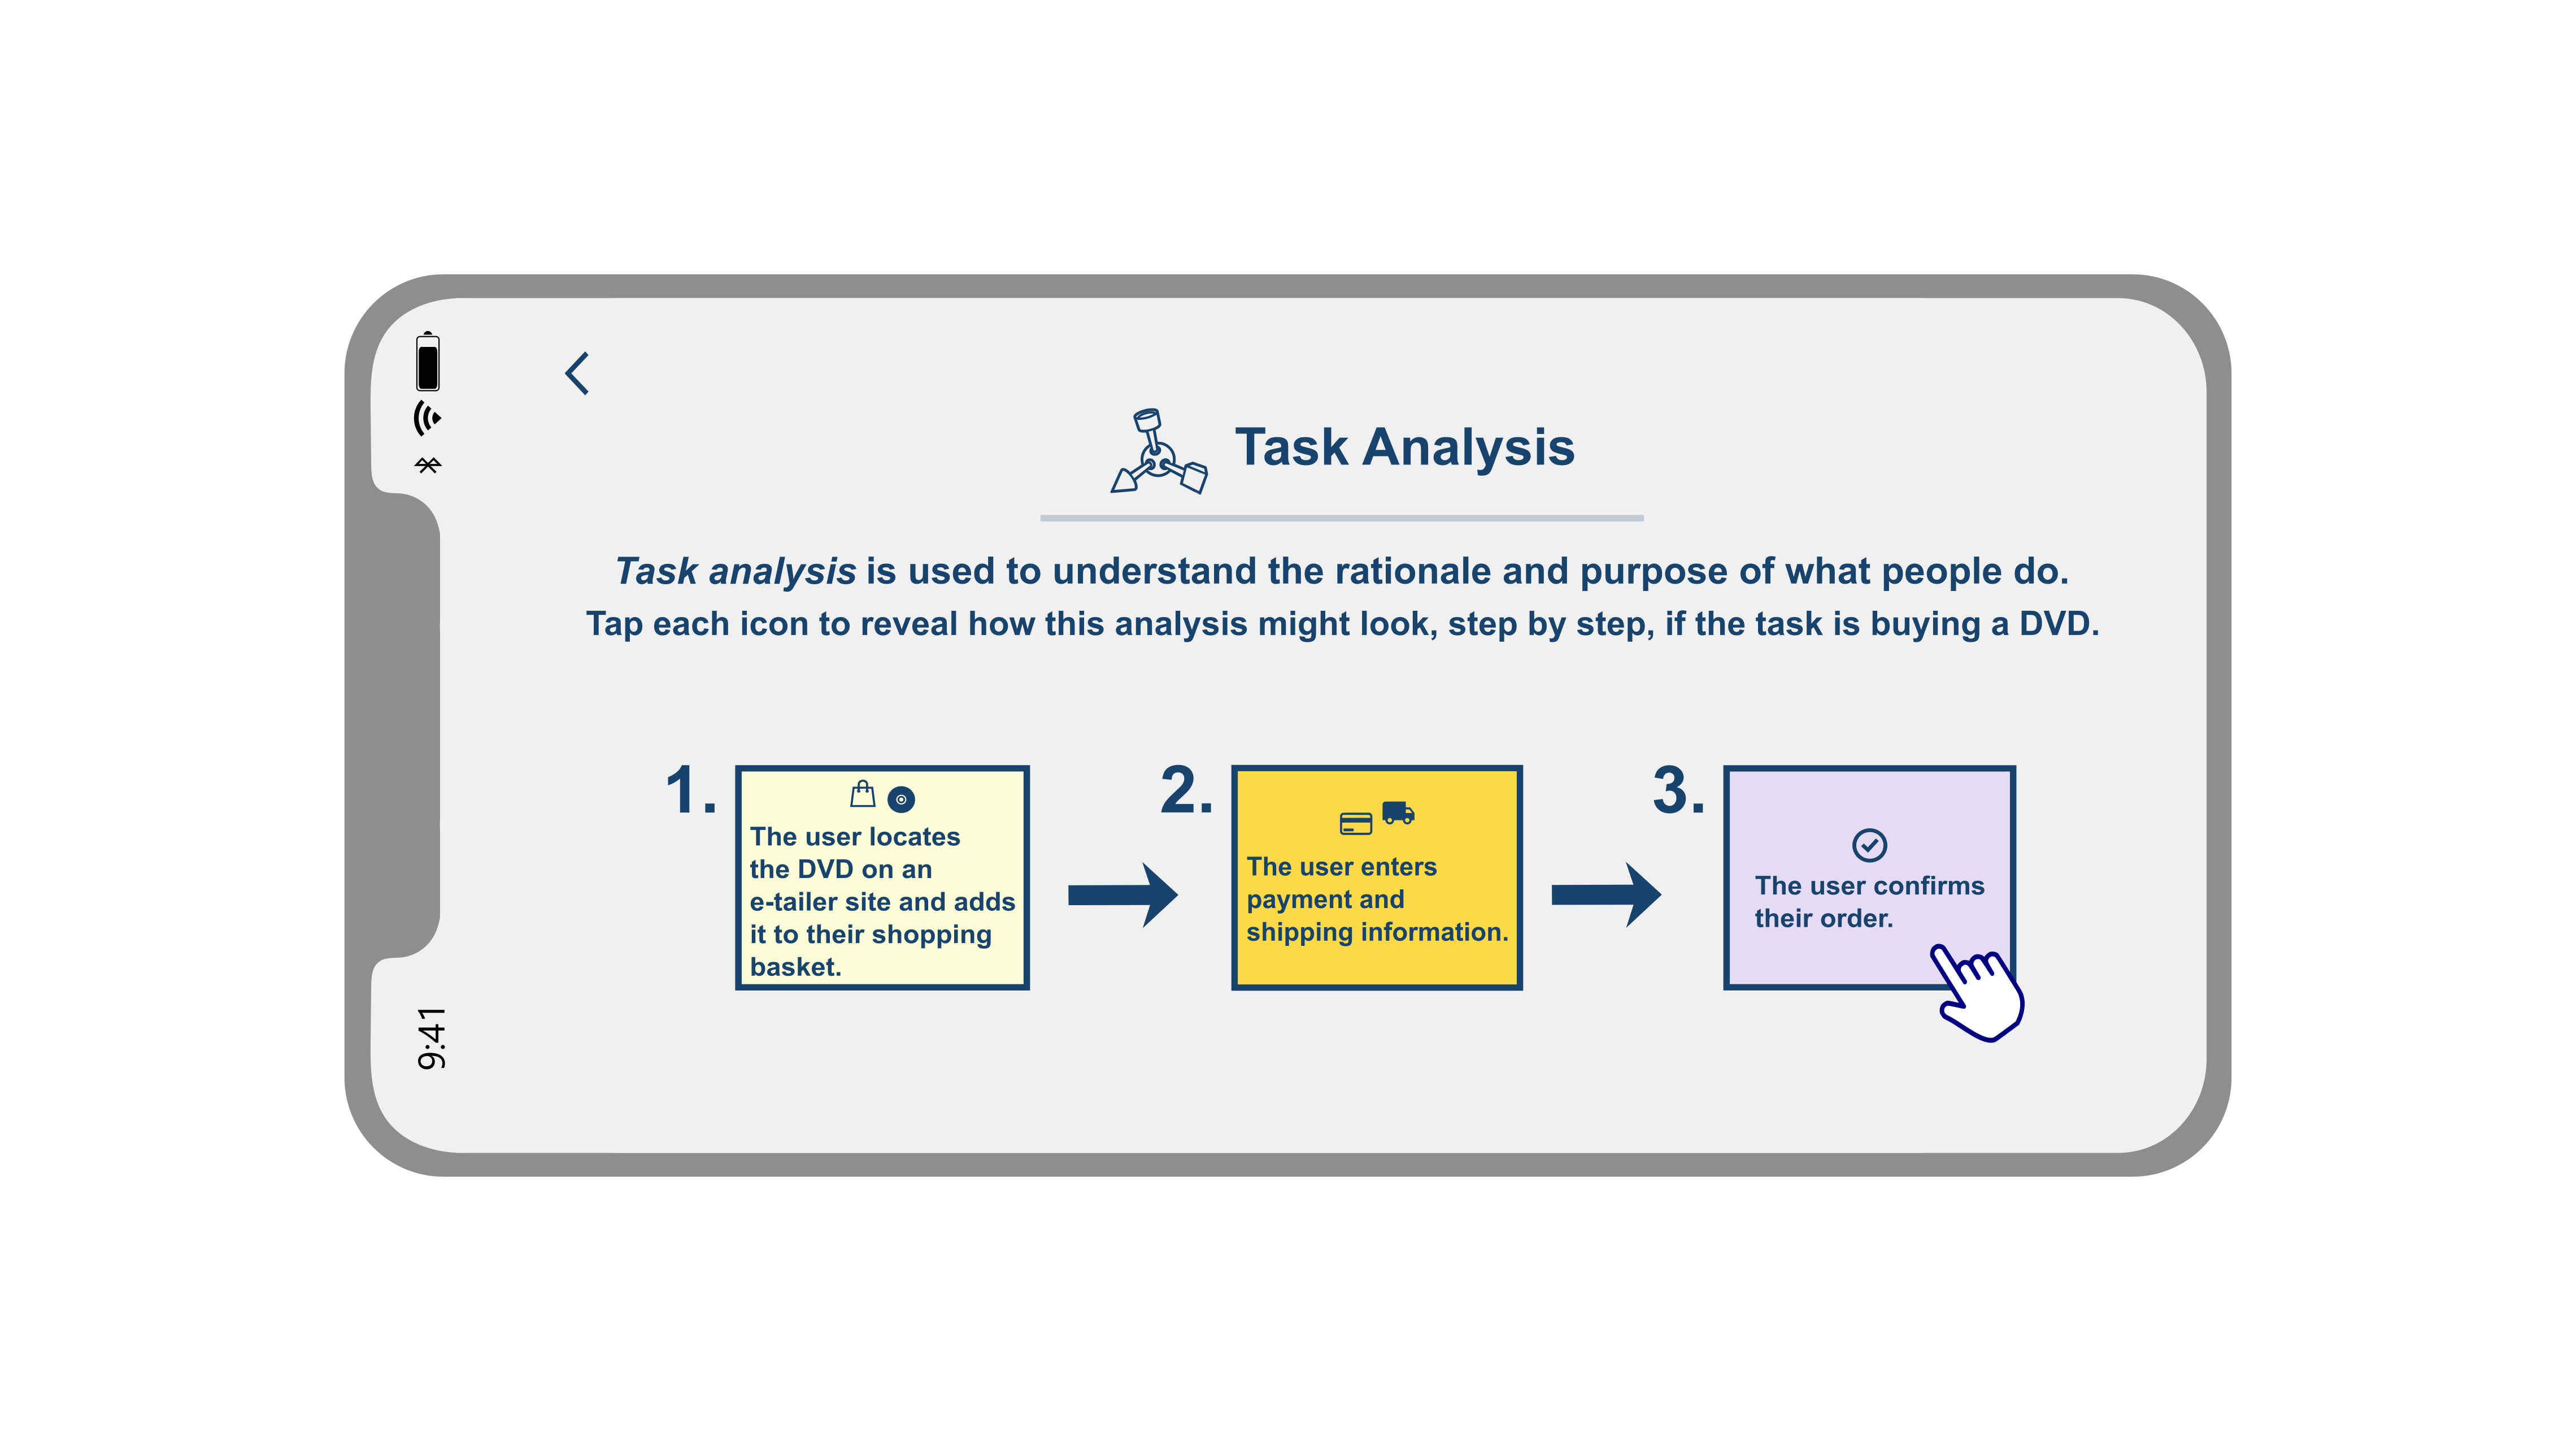 9:41
Task Analysis
Task analysis is used to understand the rationale and purpose of what people do.
Tap each icon to reveal how this analysis might look, step by step, if the task is buying a DVD.
1.
The user locates
the DVD on an
e-tailer site and adds
it to their shopping
basket.
2.
The user enters
payment and
shipping information.
3.
The user confirms
their order.